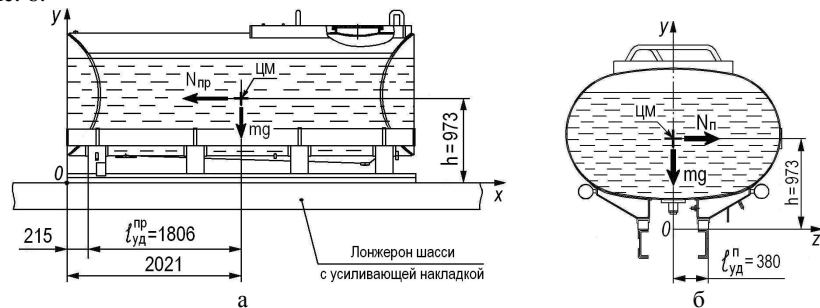 y
N пр
ЦМ
mg
h = 973
0
x
215
ℓ пр уд =1806
2021
Лонжерон шасси
с усиливающей накладкой
а
y
ЦМ
N п
mg
h = 973
0
z
ℓ п уд = 380
б